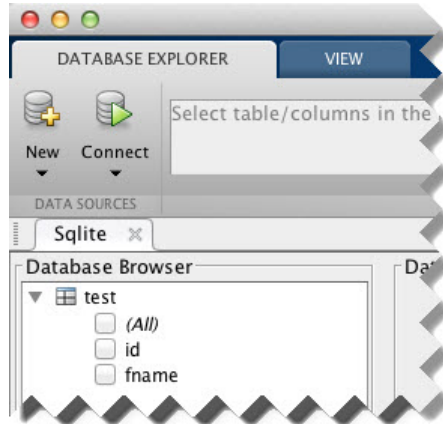 DATABASE EXPLORER VIEW
Select table/columns in the
New Connect
DATA SOURCES
Sqlite
Database Browser
test
(All)
id
fname